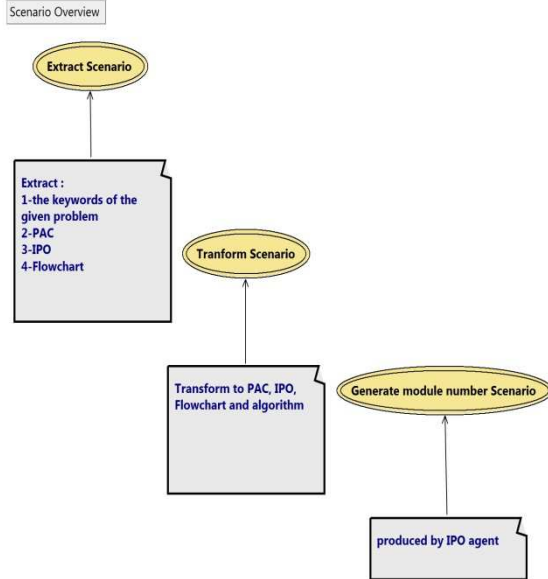 Scenario Overview
Extract Scenario
Extract :
1-the keywords of the
given problem
2-PAC
3-IPO
4-Flowchart
Tranform Scenario
Transform to PAC, IPO,
Flowchart and algorithm
Generate module number Scenario
produced by IPO agent